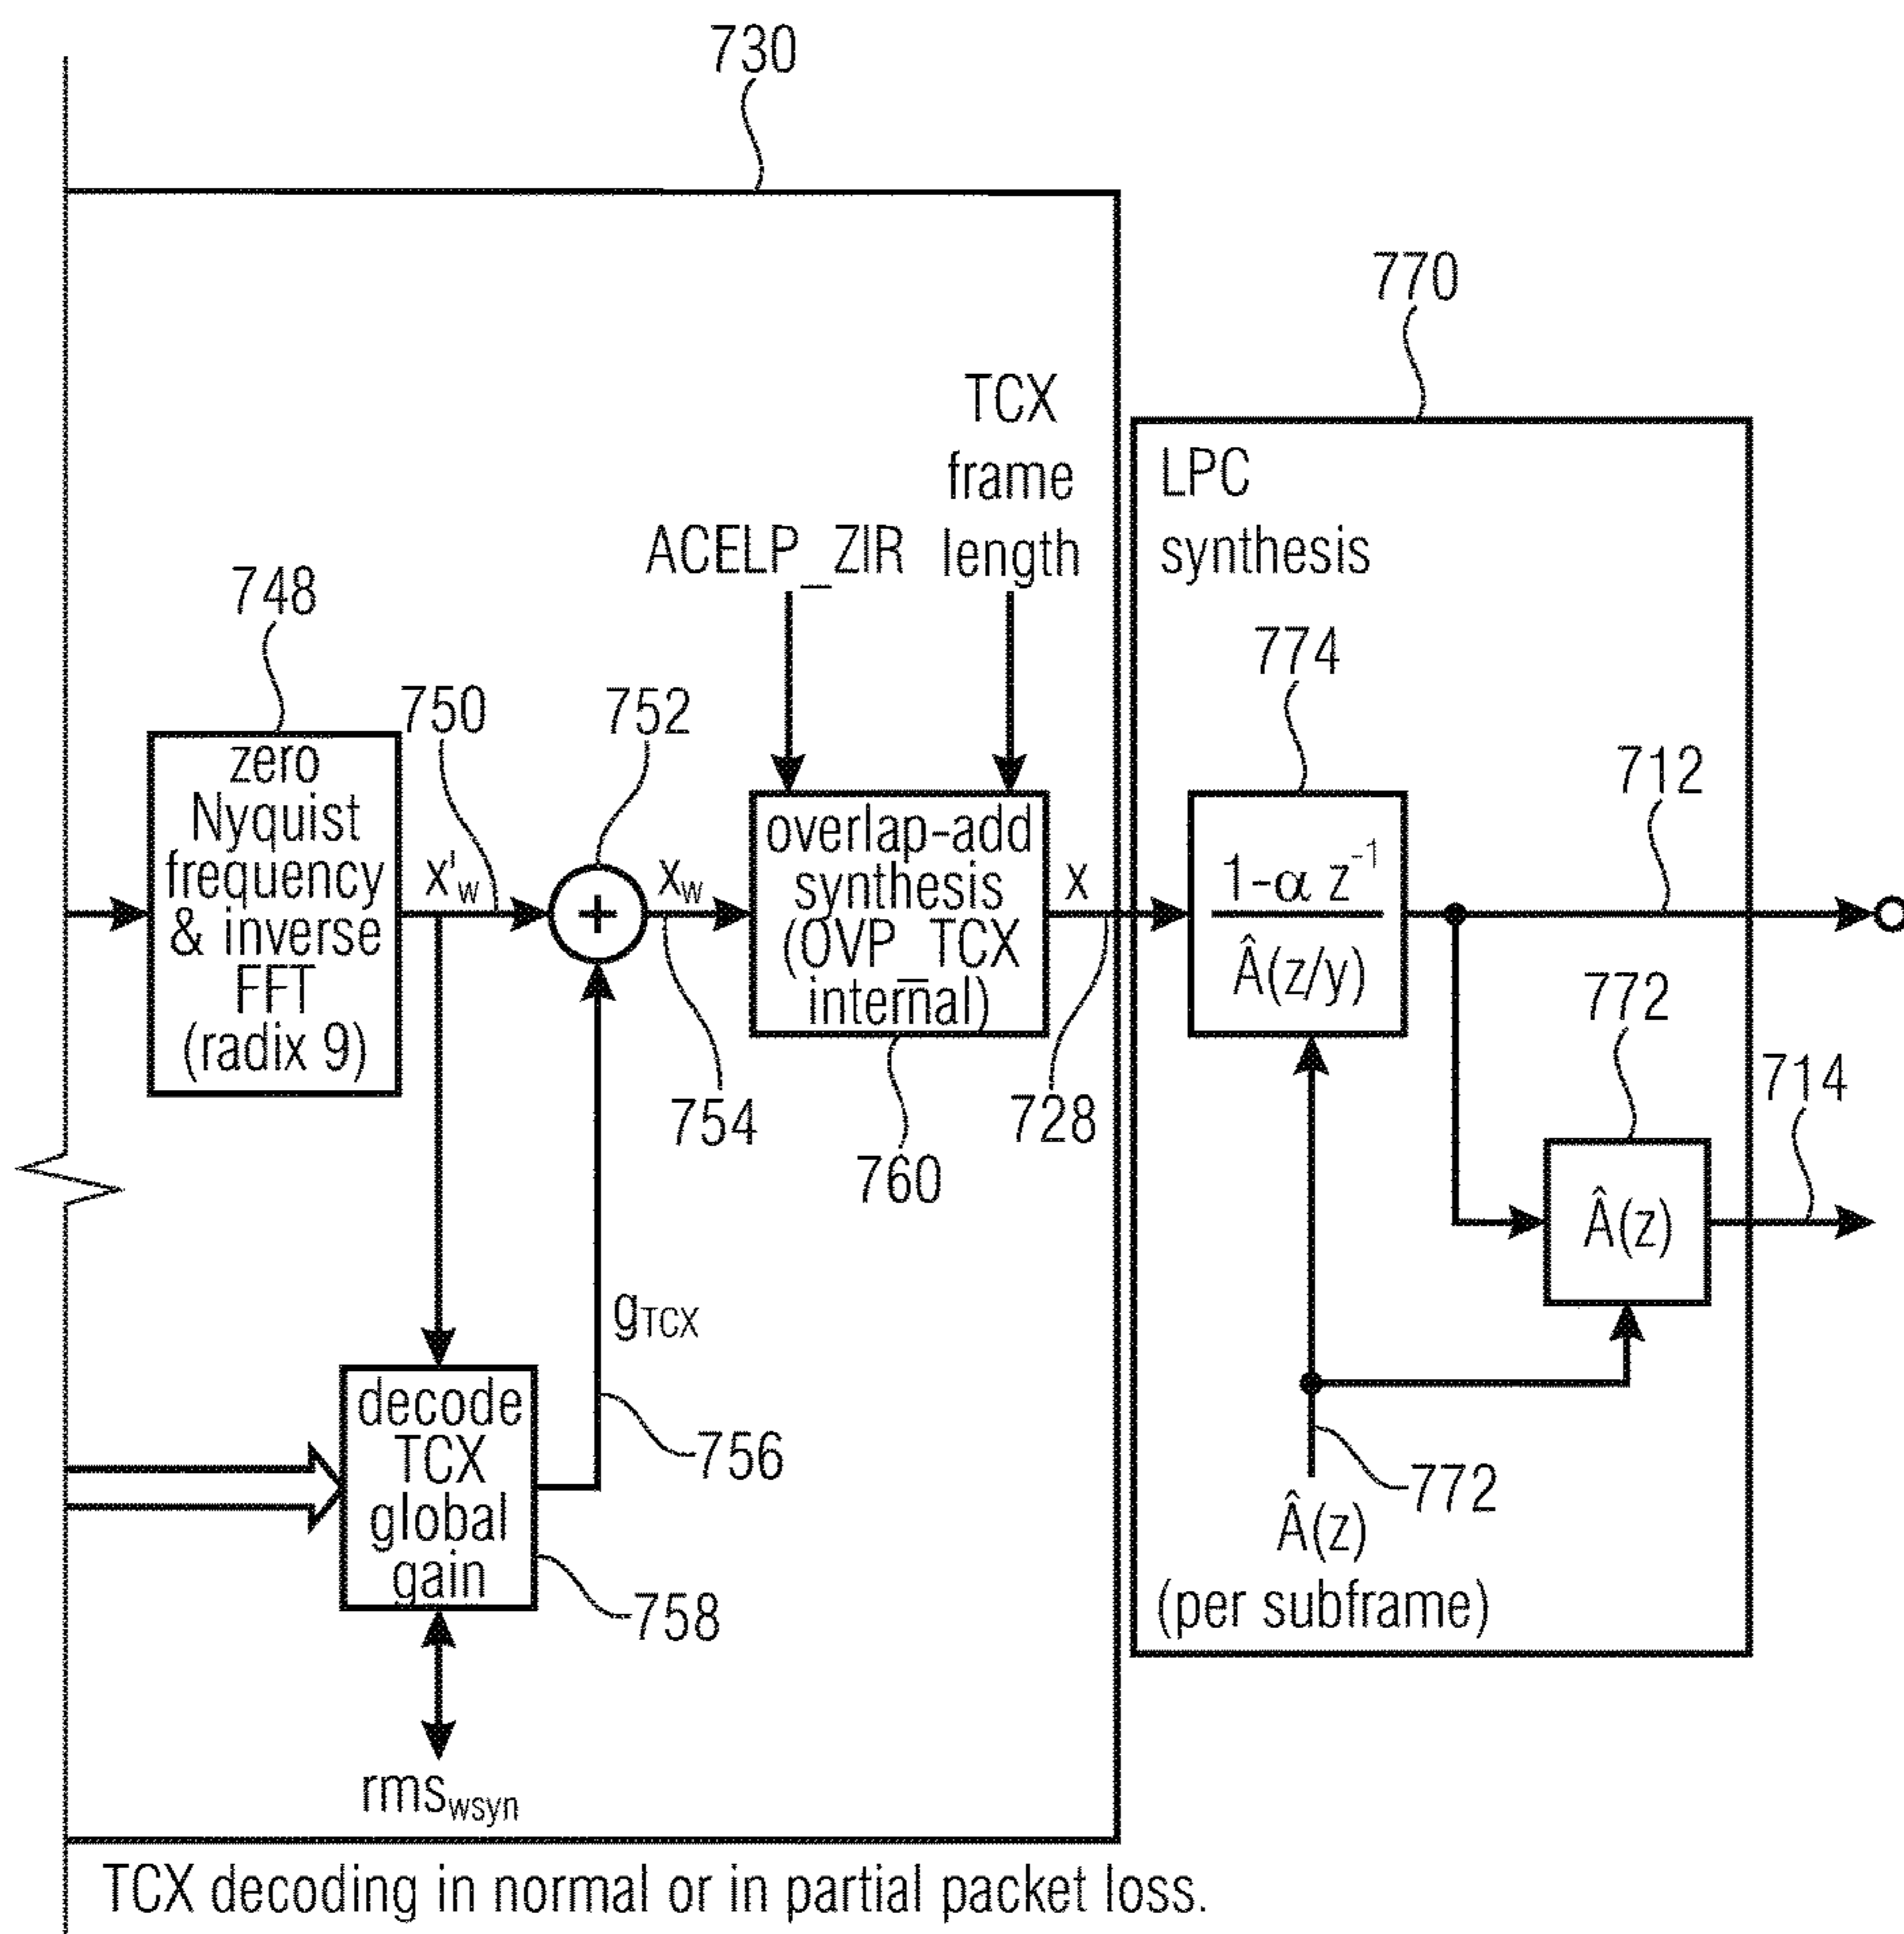 730
770
TCX
frame
length
ACELP_ZIR
LPC
synthesis
748
750
752
774
712
zero
Nyquist
frequency
& inverse
FFT
(radix 9)
x'w
+
xw
overlap-add
synthesis
(OVP_TCX
internal)
x
1-α z⁻¹
Â(z/y)
772
714
754
728
760
Â(z)
gTCX
decode
TCX
global
gain
756
772
Â(z)
(per subframe)
758
rmswsyn
TCX decoding in normal or in partial packet loss.